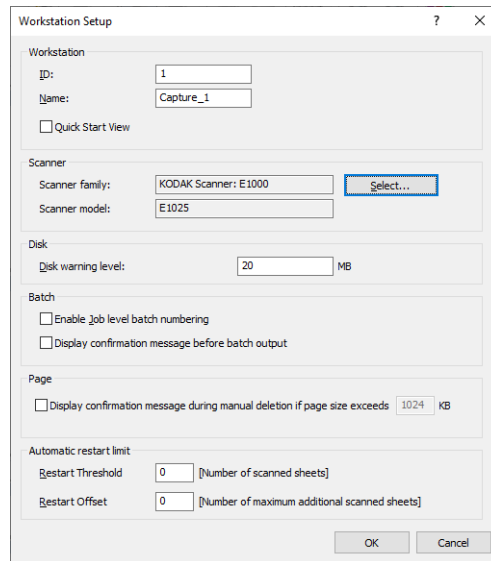 Workstation Setup ? X
Workstation
ID: 1
Name: Capture_1
Quick Start View
Scanner
Scanner family: KODAK Scanner: E1000 Select...
Scanner model: E1025
Disk
Disk warning level: 20 MB
Batch
Enable Job level batch numbering
Display confirmation message before batch output
Page
Display confirmation message during manual deletion if page size exceeds 1024 KB
Automatic restart limit
Restart Threshold 0 [Number of scanned sheets]
Restart Offset 0 [Number of maximum additional scanned sheets]
OK Cancel